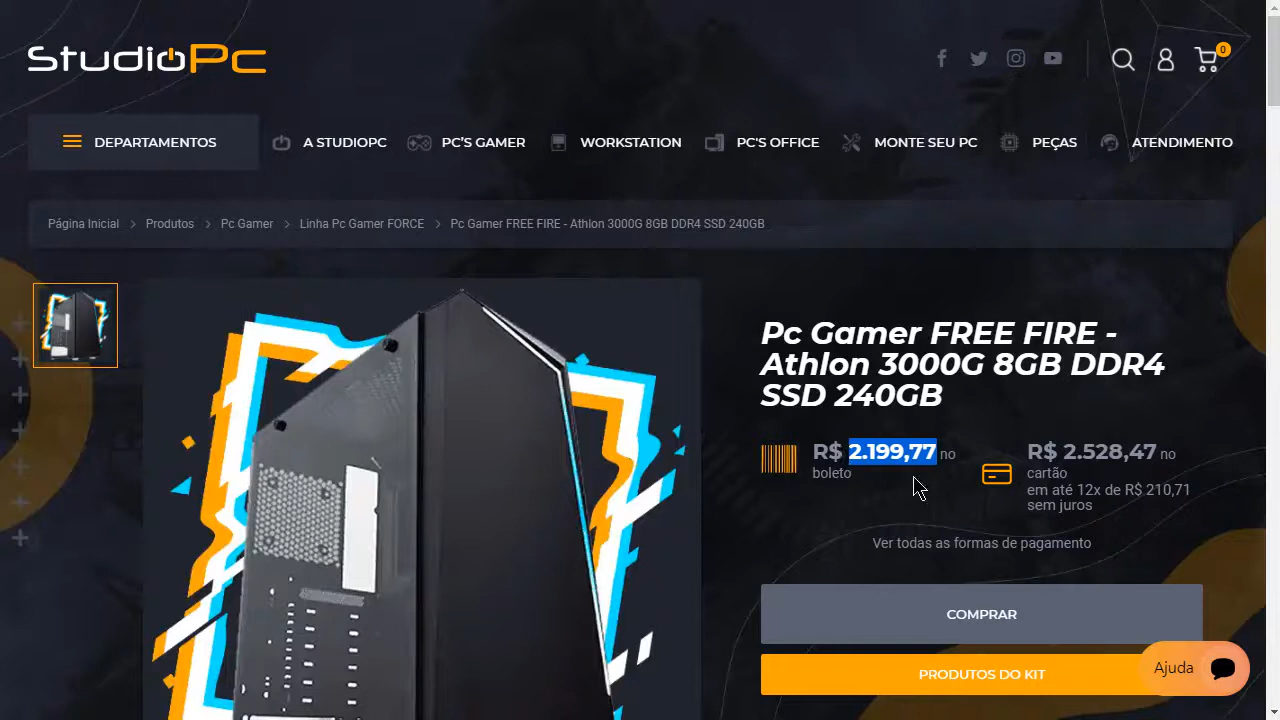 StudioPc
0
DEPARTAMENTOS
A STUDIOPC
PC'S GAMER
WORKSTATION
PC'S OFFICE
MONTE SEU PC
PEÇAS
ATENDIMENTO
Página Inicial > Produtos > Pc Gamer > Linha Pc Gamer FORCE > Pc Gamer FREE FIRE - Athlon 3000G 8GB DDR4 SSD 240GB
Pc Gamer FREE FIRE -
Athlon 3000G 8GB DDR4
SSD 240GB
R$ 2.199,77 no
boleto
R$ 2.528,47 no
cartão
em até 12x de R$ 210,71
sem juros
Ver todas as formas de pagamento
COMPRAR
PRODUTOS DO KIT
Ajuda